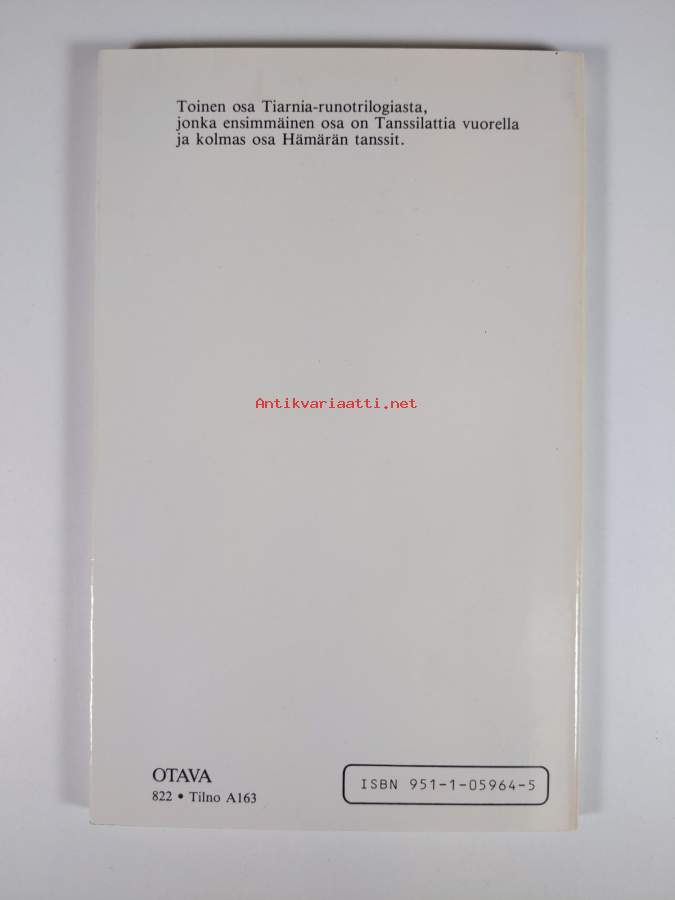 Toinen osa Tiarnia-runotrilogiasta,
jonka ensimmäinen osa on Tanssilattia vuorella
ja kolmas osa Hämärän tanssit.
Antikvariaatti.net
OTAVA
822 • Tilno A163
ISBN 951-1-05964-5